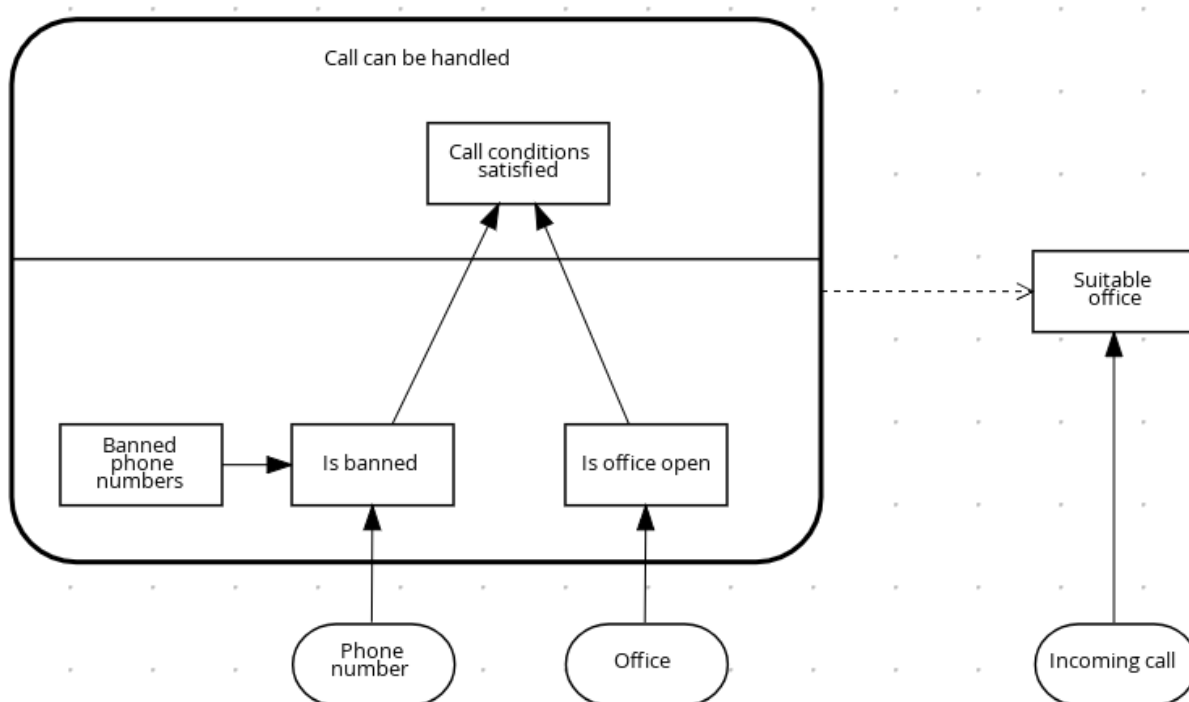 Call can be handled
Call conditions
satisfied
Suitable
office
Banned
phone
numbers
Is banned
Is office open
Phone
number
Office
Incoming call